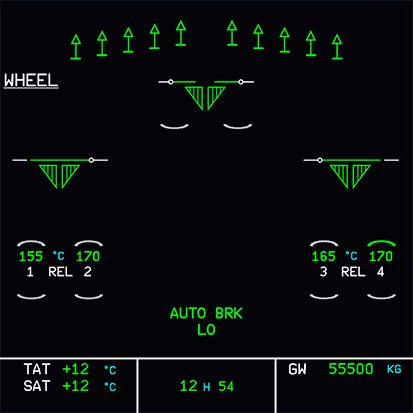 WHEEL
155 °C 170 165 °C 170
1 REL 2 3 REL 4
AUTO BRK
LO
TAT +12 °C GW 55500 KG
SAT +12 °C 12 H 54